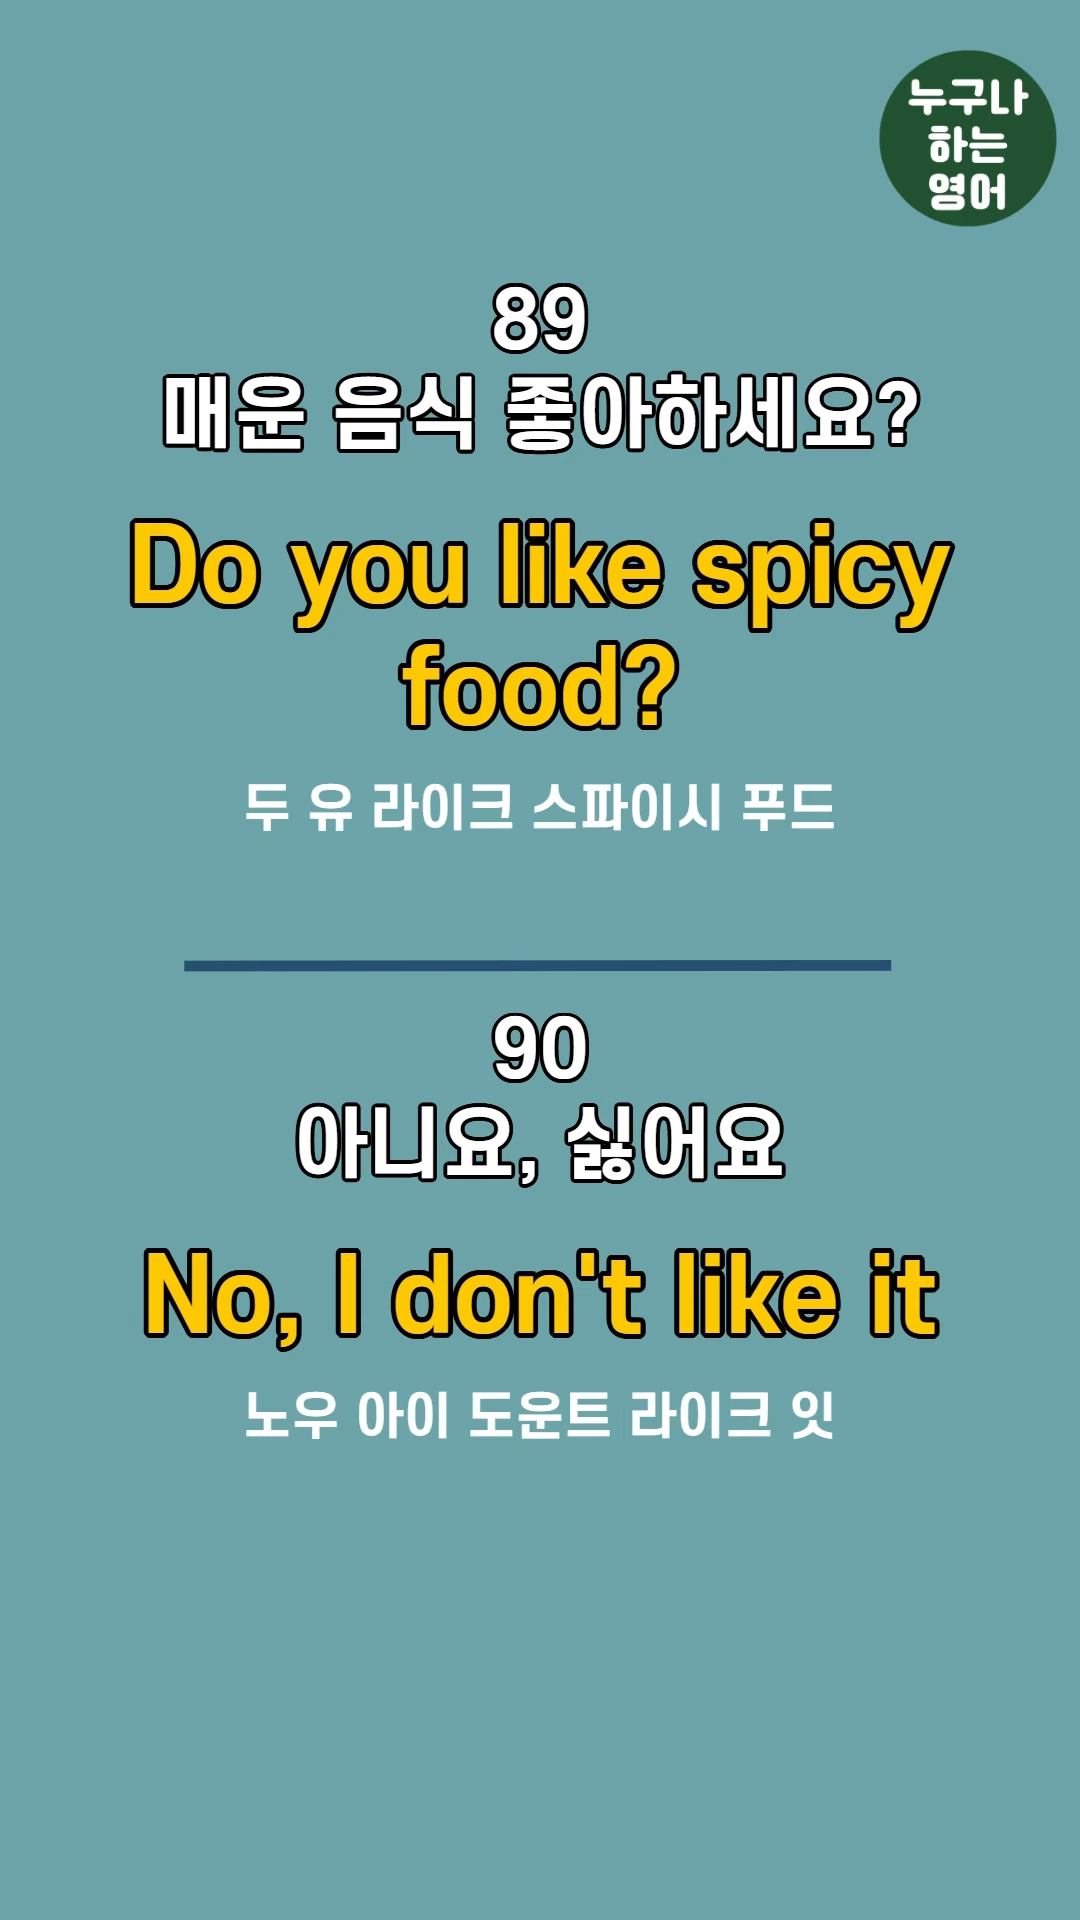 누구나
하는
영어
89
매운 음식 좋아하세요?
Do you like spicy
food?
두 유 라이크 스파이시 푸드
90
아니요, 싫어요
No, I don't like it
노우 아이 도운트 라이크 잇